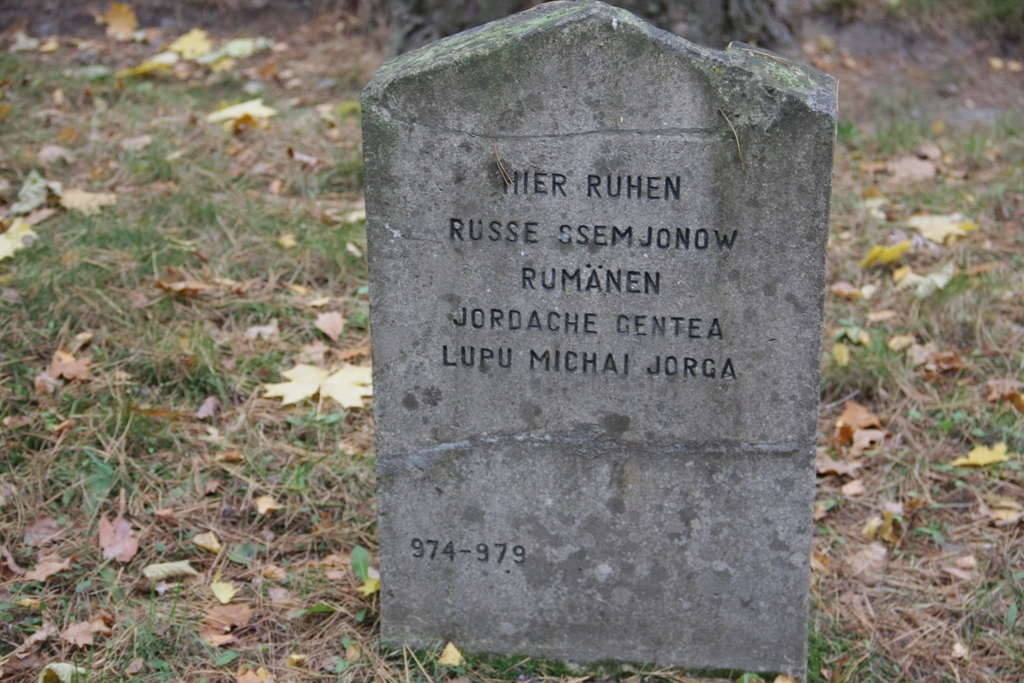 HIER RUHEN
RUSSE SSEMJONOW
RUMÄNEN
JORDACHE GENTEA
LUPU MICHAI JORGA
974-979